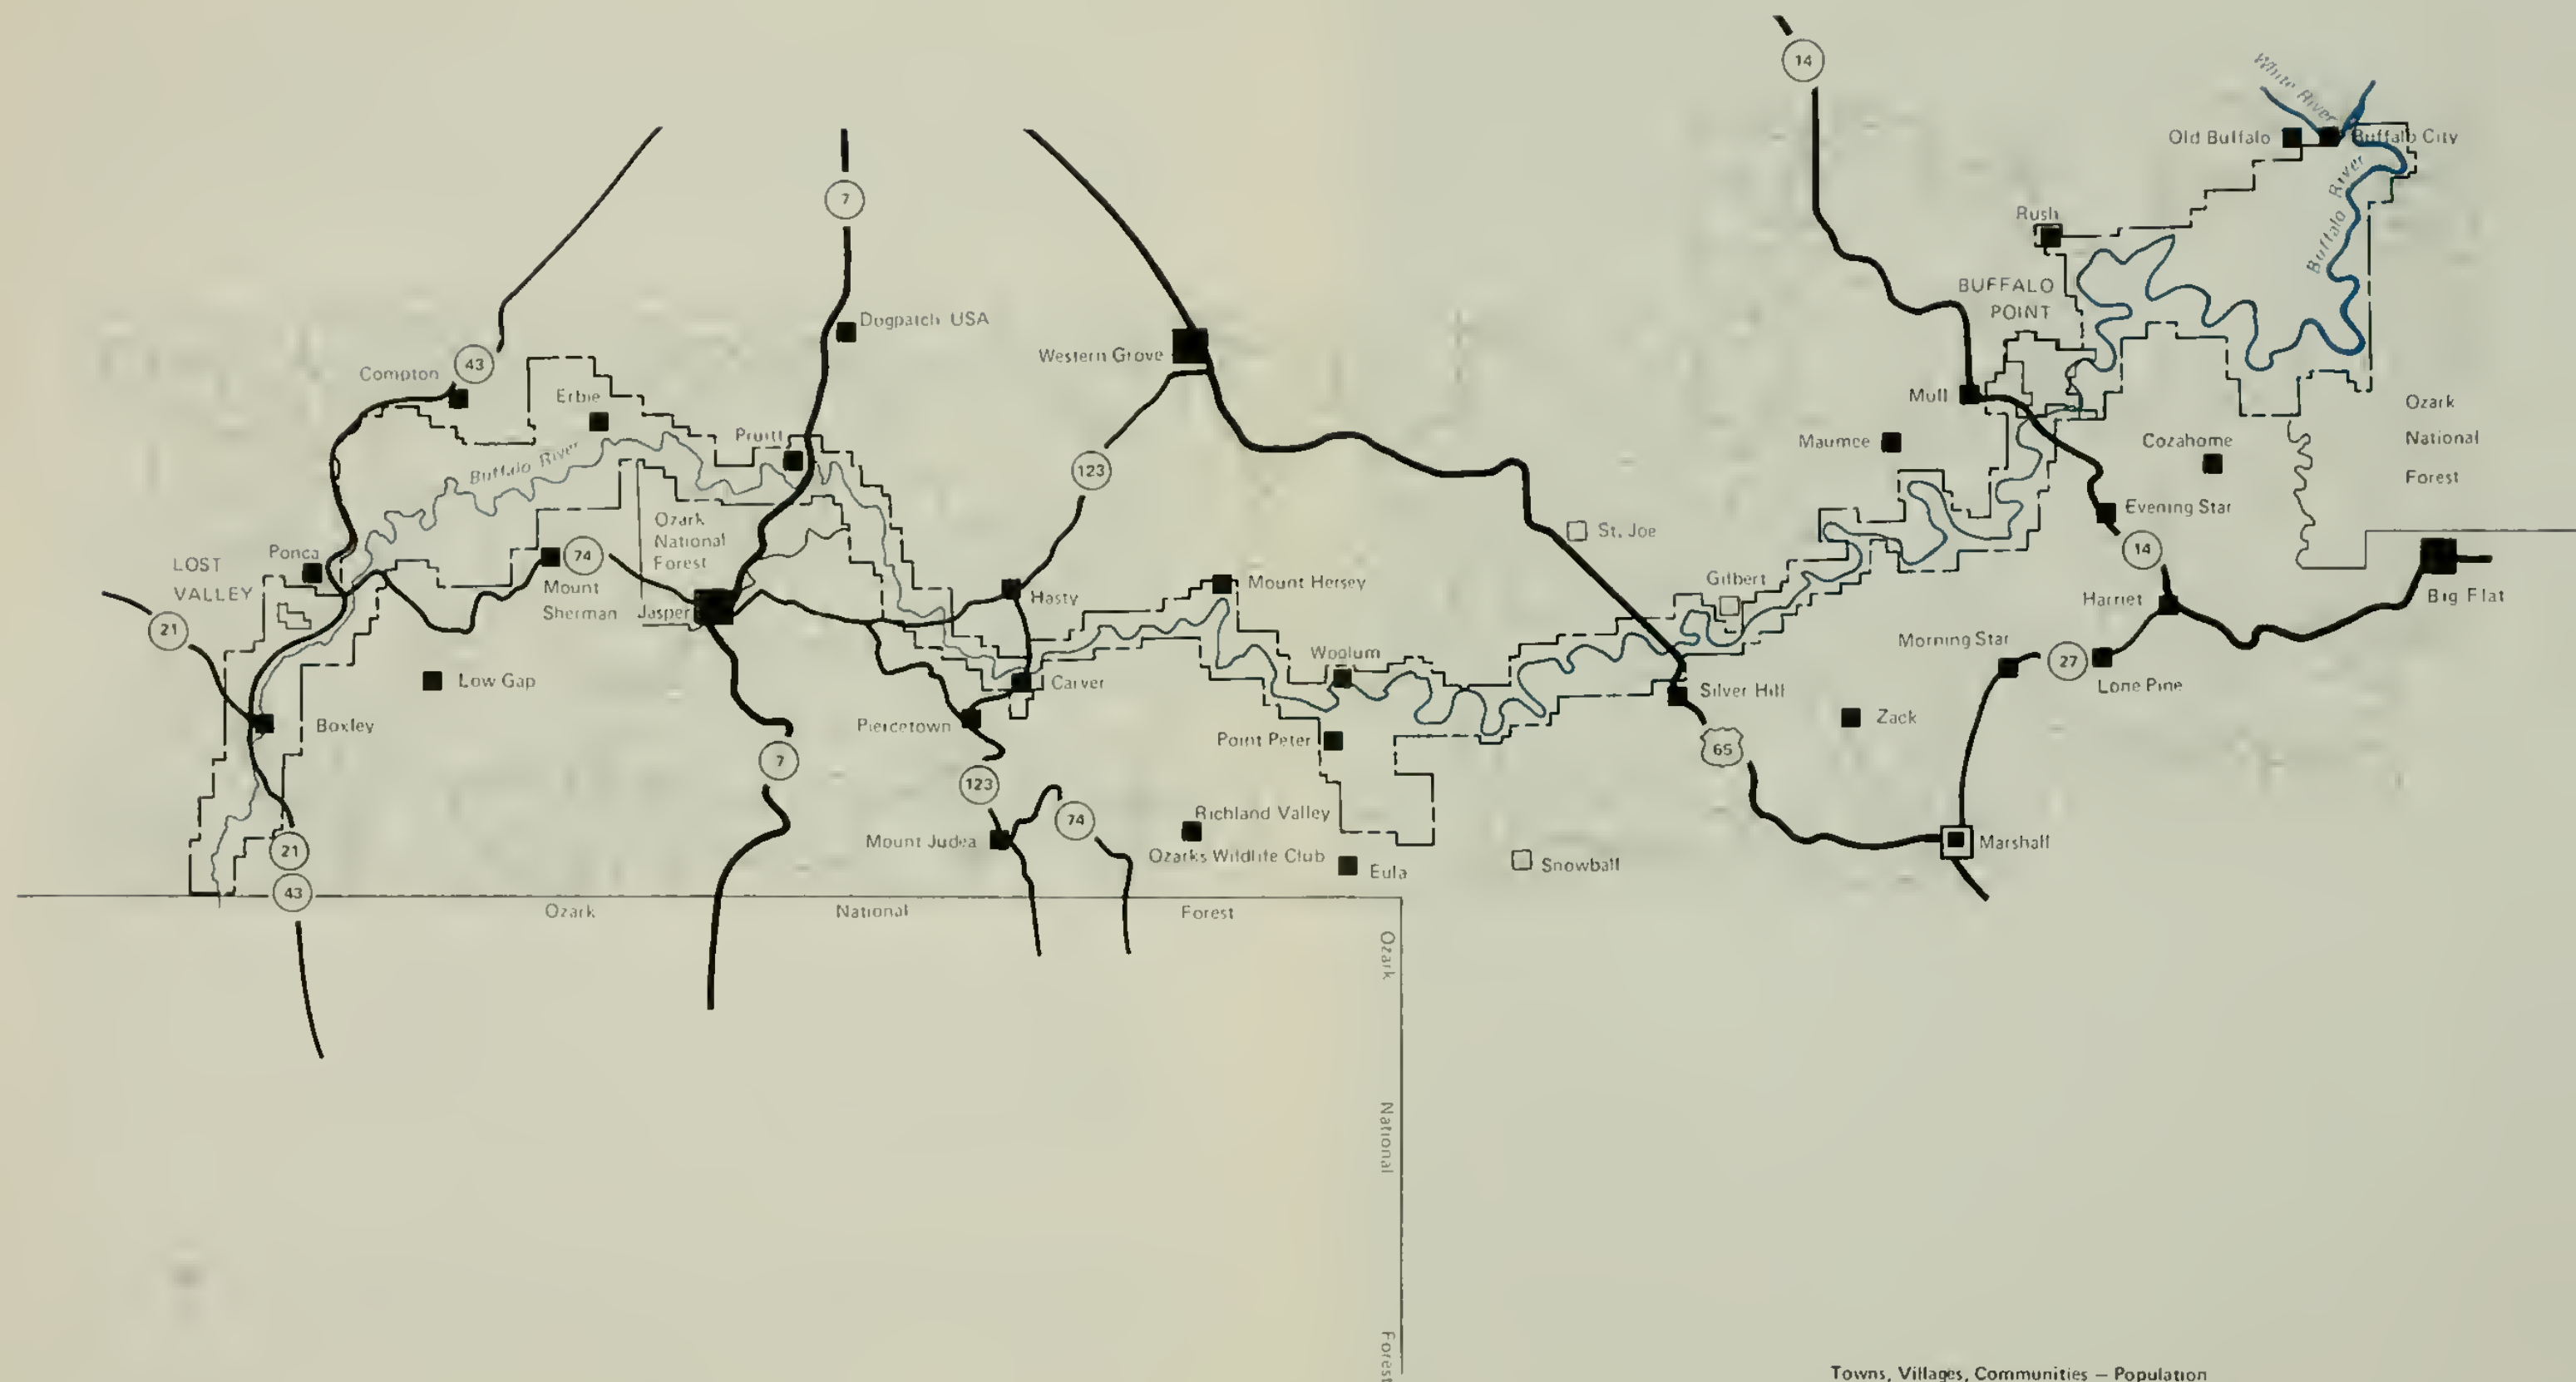 14
White River
Old Buffalo
Buffalo City
7
Buffalo River
Rush
BUFFALO
POINT
Dogpatch USA
Western Grove
43
Compton
Erbie
Mull
Ozark
National
Forest
Pruitt
Maumee
Cozahome
Buffalo River
123
Evening Star
Ozark
National
Forest
St. Joe
14
LOST
VALLEY
Ponca
74
Mount
Sherman
Jasper
Hasty
Mount Hersey
Gilbert
Harriet
Big Flat
21
Morning Star
27
Lone Pine
Low Gap
Carver
Woolum
Silver Hill
Boxley
Piercetown
Point Peter
Zack
65
7
123
74
Richland Valley
Ozarks Wildlife Club
Mount Judea
Marshall
21
Eula
Snowball
43
Ozark National Forest
Ozark National Forest
Towns, Villages, Communities — Population